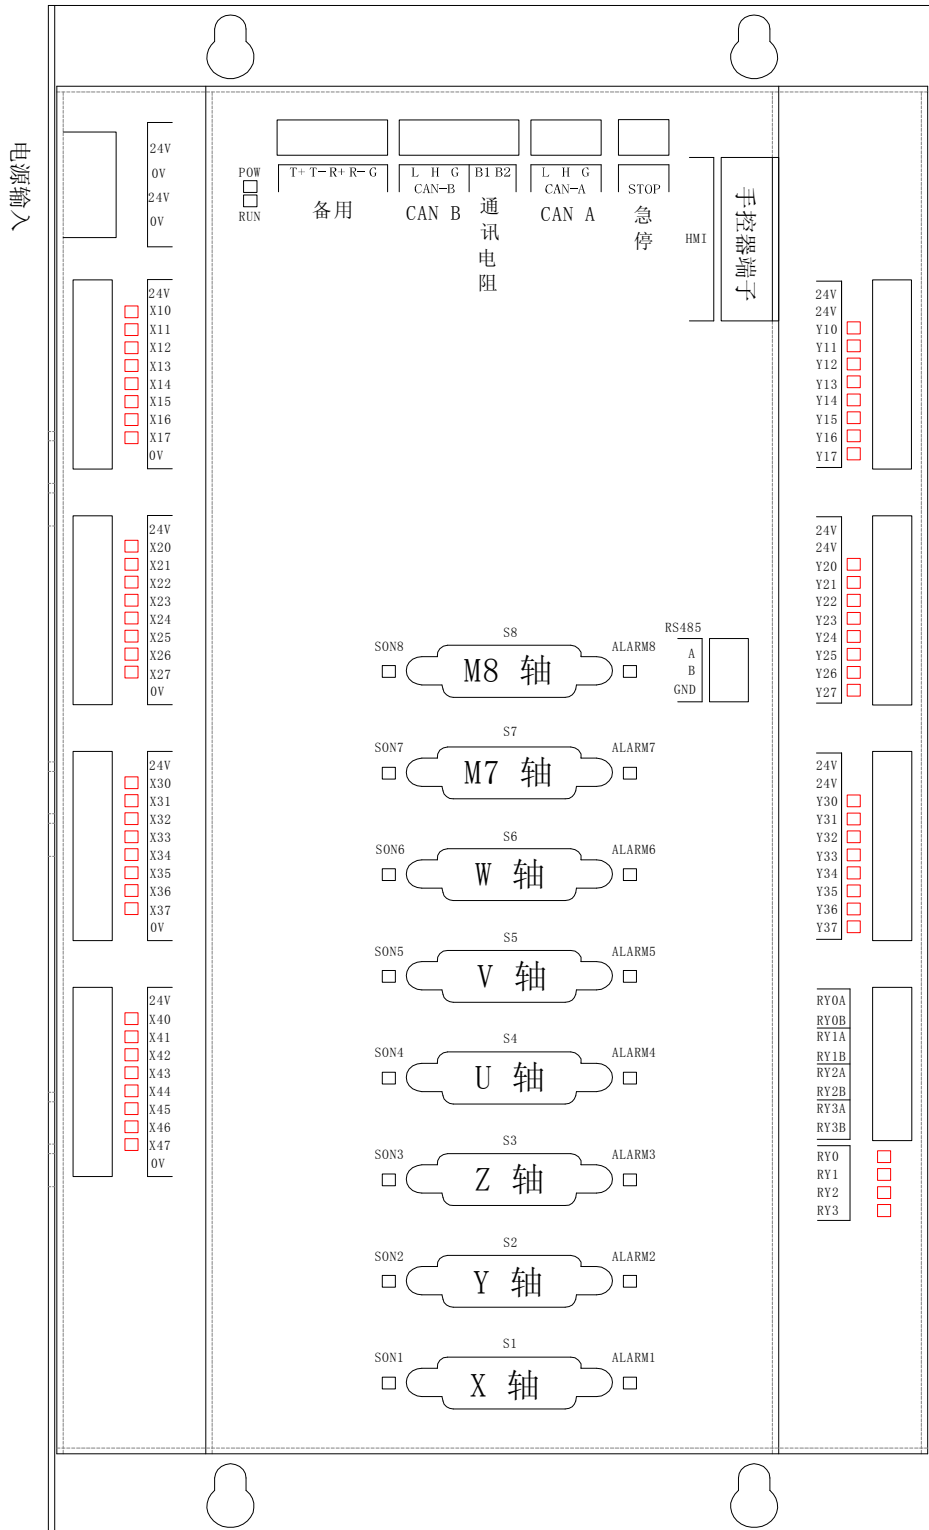 电源输入
24V
0V
24V
0V
POW
RUN
T+ T- R+ R- G
备用
L H G
CAN-B
CAN B
B1 B2
通讯电阻
L H G
CAN-A
CAN A
STOP
急停
HMI
手控器端子
24V
X10
X11
X12
X13
X14
X15
X16
X17
0V
24V
X20
X21
X22
X23
X24
X25
X26
X27
0V
24V
X30
X31
X32
X33
X34
X35
X36
X37
0V
24V
X40
X41
X42
X43
X44
X45
X46
X47
0V
S8
SON8
M8 轴
ALARM8
S7
SON7
M7 轴
ALARM7
S6
SON6
W 轴
ALARM6
S5
SON5
V 轴
ALARM5
S4
SON4
U 轴
ALARM4
S3
SON3
Z 轴
ALARM3
S2
SON2
Y 轴
ALARM2
S1
SON1
X 轴
ALARM1
RS485
A
B
GND
24V
24V
Y10
Y11
Y12
Y13
Y14
Y15
Y16
Y17
24V
24V
Y20
Y21
Y22
Y23
Y24
Y25
Y26
Y27
24V
24V
Y30
Y31
Y32
Y33
Y34
Y35
Y36
Y37
RY0A
RY0B
RY1A
RY1B
RY2A
RY2B
RY3A
RY3B
RY0
RY1
RY2
RY3